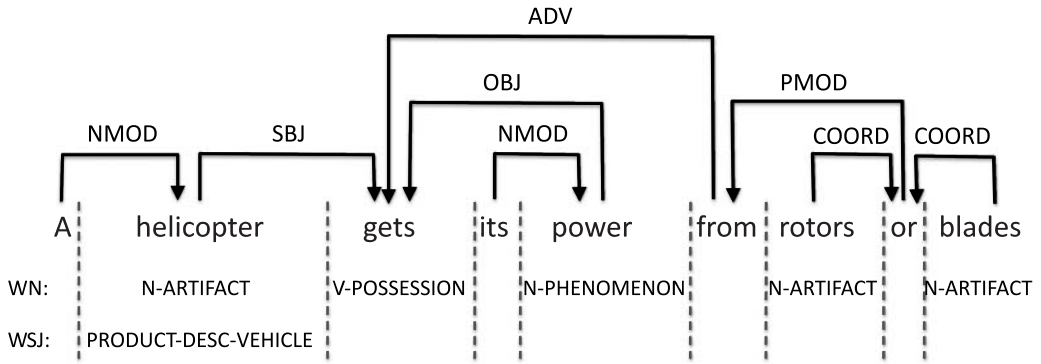 ADV
OBJ PMOD
NMOD SBJ NMOD COORD COORD
A helicopter gets its power from rotors or blades
WN: N-ARTIFACT V-POSSESSION N-PHENOMENON N-ARTIFACT N-ARTIFACT
WSJ: PRODUCT-DESC-VEHICLE